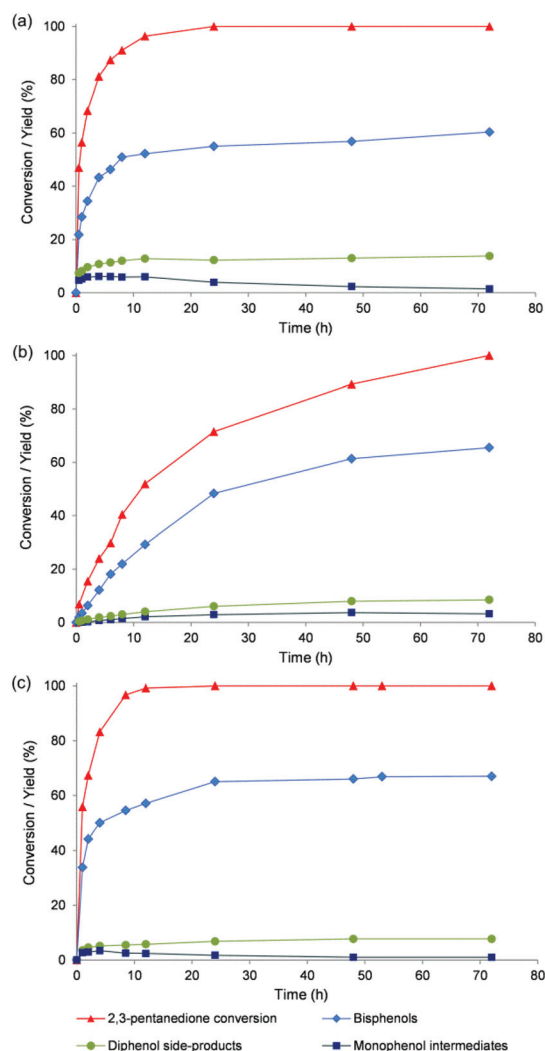 (a)
100
80
60
40
20
0
Conversion / Yield (%)
0 10 20 30 40 50 60 70 80
Time (h)
(b)
100
80
60
40
20
0
Conversion / Yield (%)
0 10 20 30 40 50 60 70 80
Time (h)
(c)
100
80
60
40
20
0
Conversion / Yield (%)
0 10 20 30 40 50 60 70 80
Time (h)
2,3-pentanedione conversion Bisphenols
Diphenol side-products Monophenol intermediates